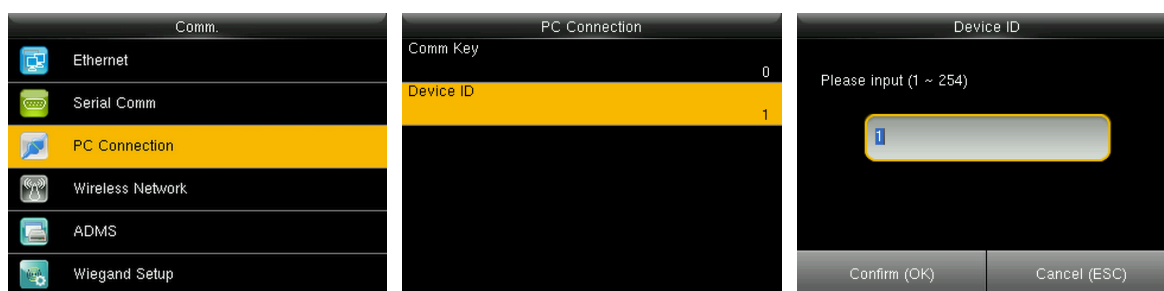 Comm.
Ethernet
Serial Comm
PC Connection
Wireless Network
ADMS
Wiegand Setup
PC Connection
Comm Key
0
Device ID
1
Device ID
Please input (1 ~ 254)
1
Confirm (OK)
Cancel (ESC)